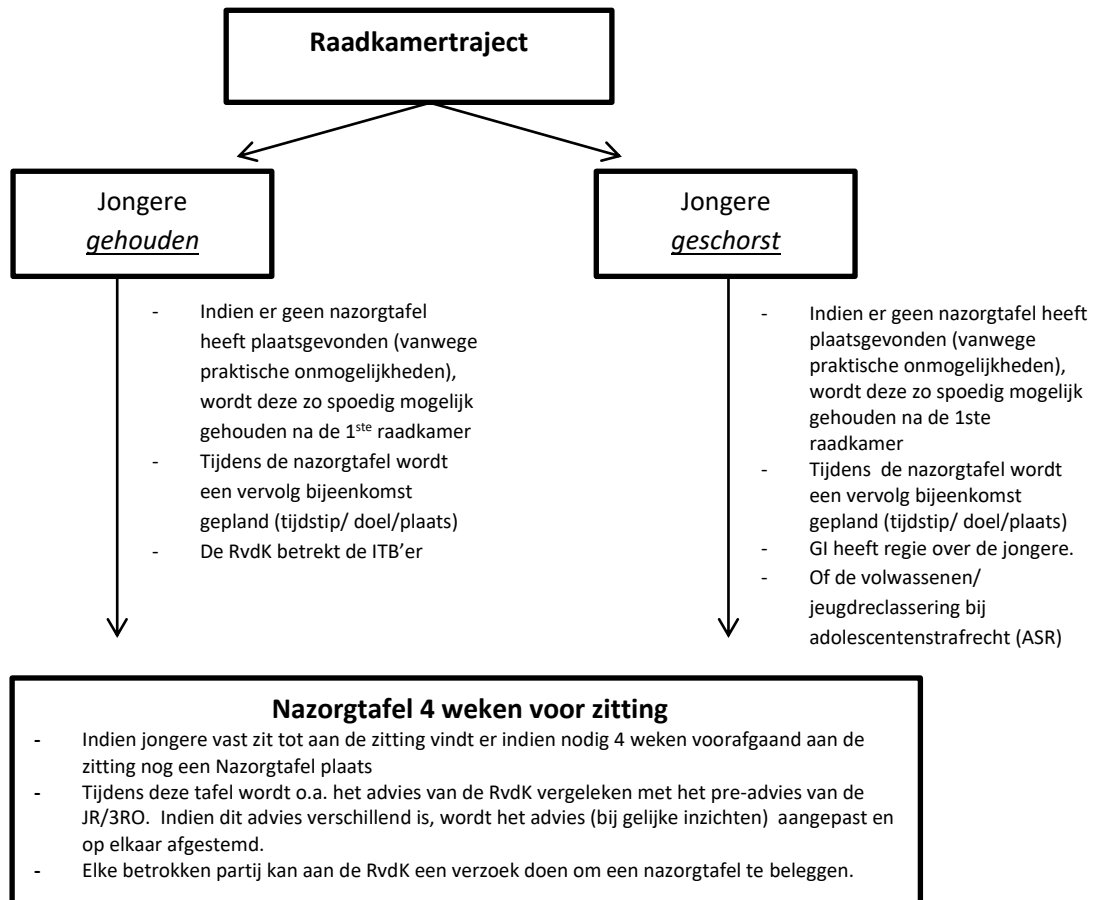 Raadkamertraject
Jongere
gehouden
- Indien er geen nazorgtafel
heeft plaatsgevonden (vanwege
praktische onmogelijkheden),
wordt deze zo spoedig mogelijk
gehouden na de 1ste raadkamer
- Tijdens de nazorgtafel wordt
een vervolg bijeenkomst
gepland (tijdstip/ doel/plaats)
- De RvdK betrekt de ITB’er
Jongere
geschorst
- Indien er geen nazorgtafel heeft
plaatsgevonden (vanwege
praktische onmogelijkheden),
wordt deze zo spoedig mogelijk
gehouden na de 1ste
raadkamer
- Tijdens de nazorgtafel wordt
een vervolg bijeenkomst
gepland (tijdstip/ doel/plaats)
- GI heeft regie over de jongere.
- Of de volwassenen/
jeugdreclassering bij
adolescentenstrafrecht (ASR)
Nazorgtafel 4 weken voor zitting
- Indien jongere vast zit tot aan de zitting vindt er indien nodig 4 weken voorafgaand aan de
zitting nog een Nazorgtafel plaats
- Tijdens deze tafel wordt o.a. het advies van de RvdK vergeleken met het pre-advies van de
JR/3RO. Indien dit advies verschillend is, wordt het advies (bij gelijke inzichten) aangepast en
op elkaar afgestemd.
- Elke betrokken partij kan aan de RvdK een verzoek doen om een nazorgtafel te beleggen.